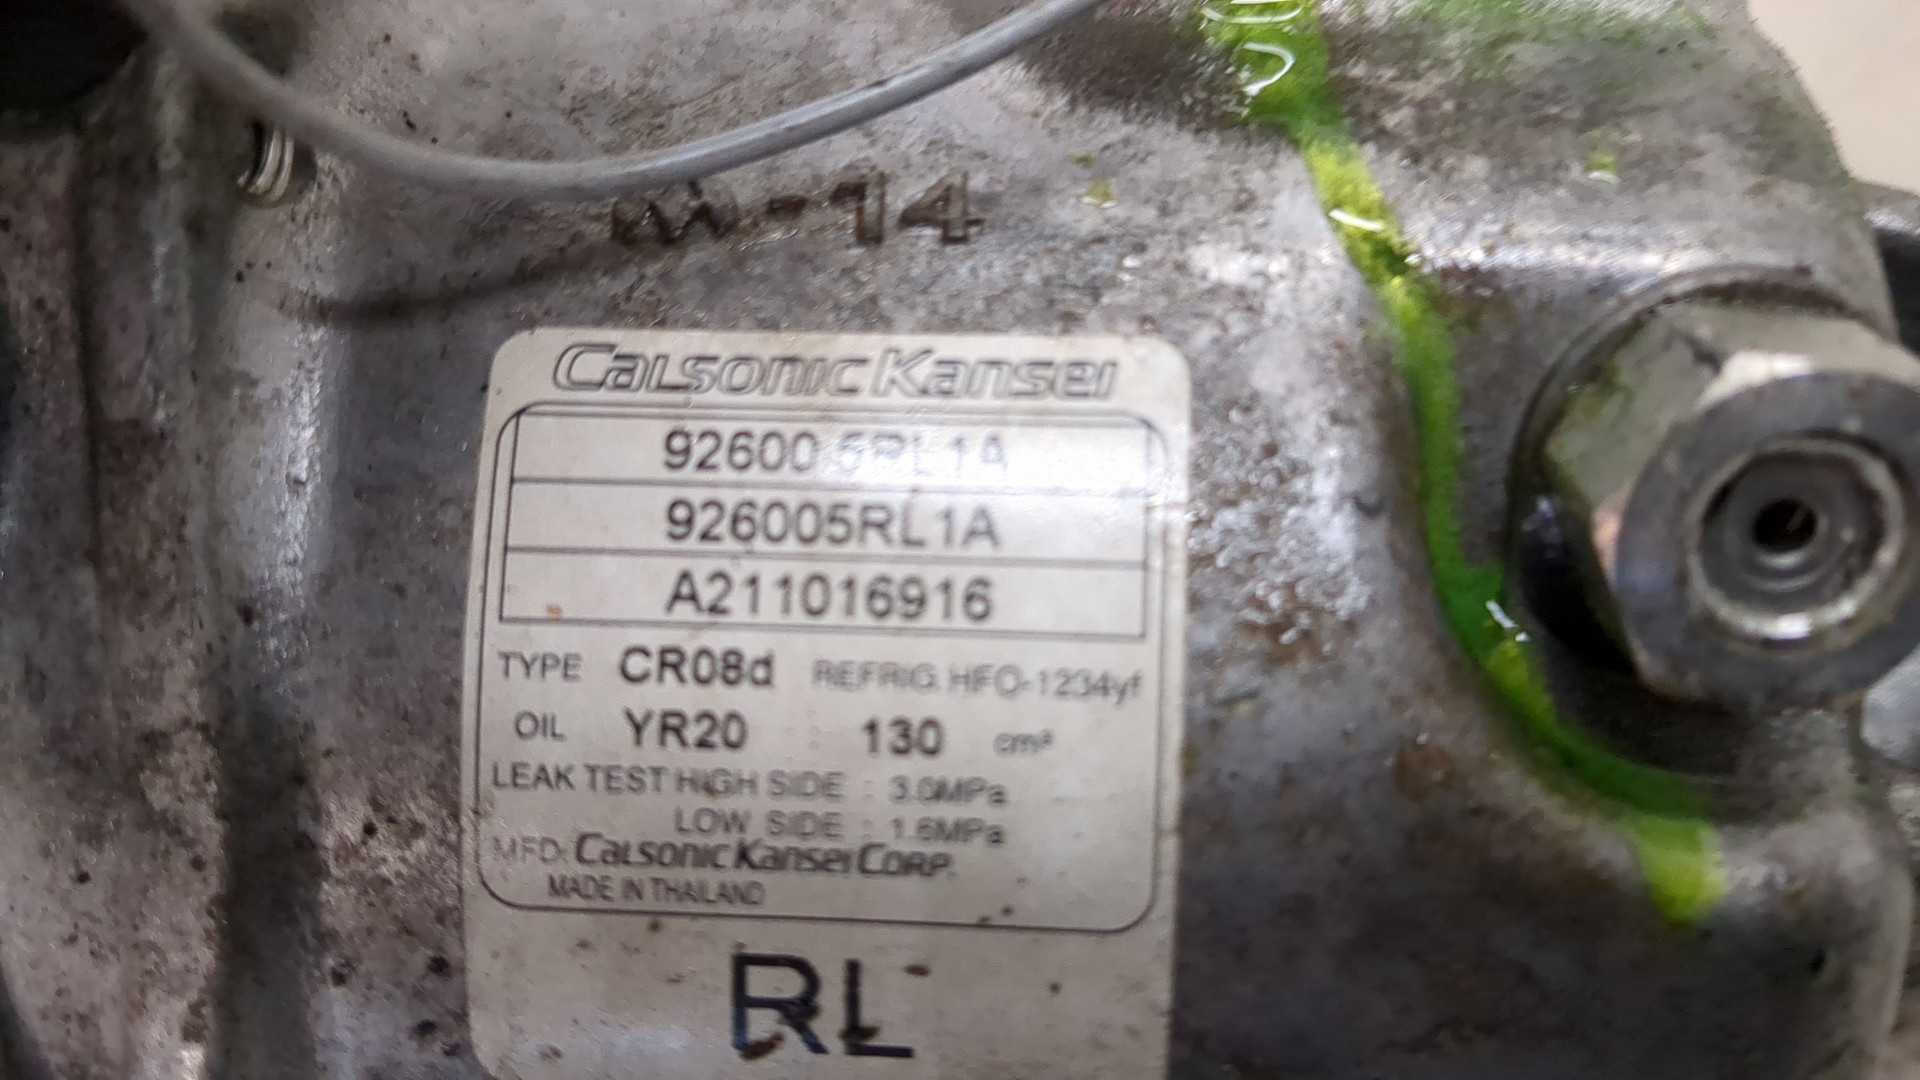 CalsonicKansei
92600 5RL1A
926005RL1A
A211016916
TYPE CR08d REFRIG. HFO-1234yf
OIL YR20 130 cm³
LEAK TEST HIGH SIDE : 3.0MPa
LOW SIDE : 1.6MPa
MFD. CalsonicKansei Corp.
MADE IN THAILAND
RL